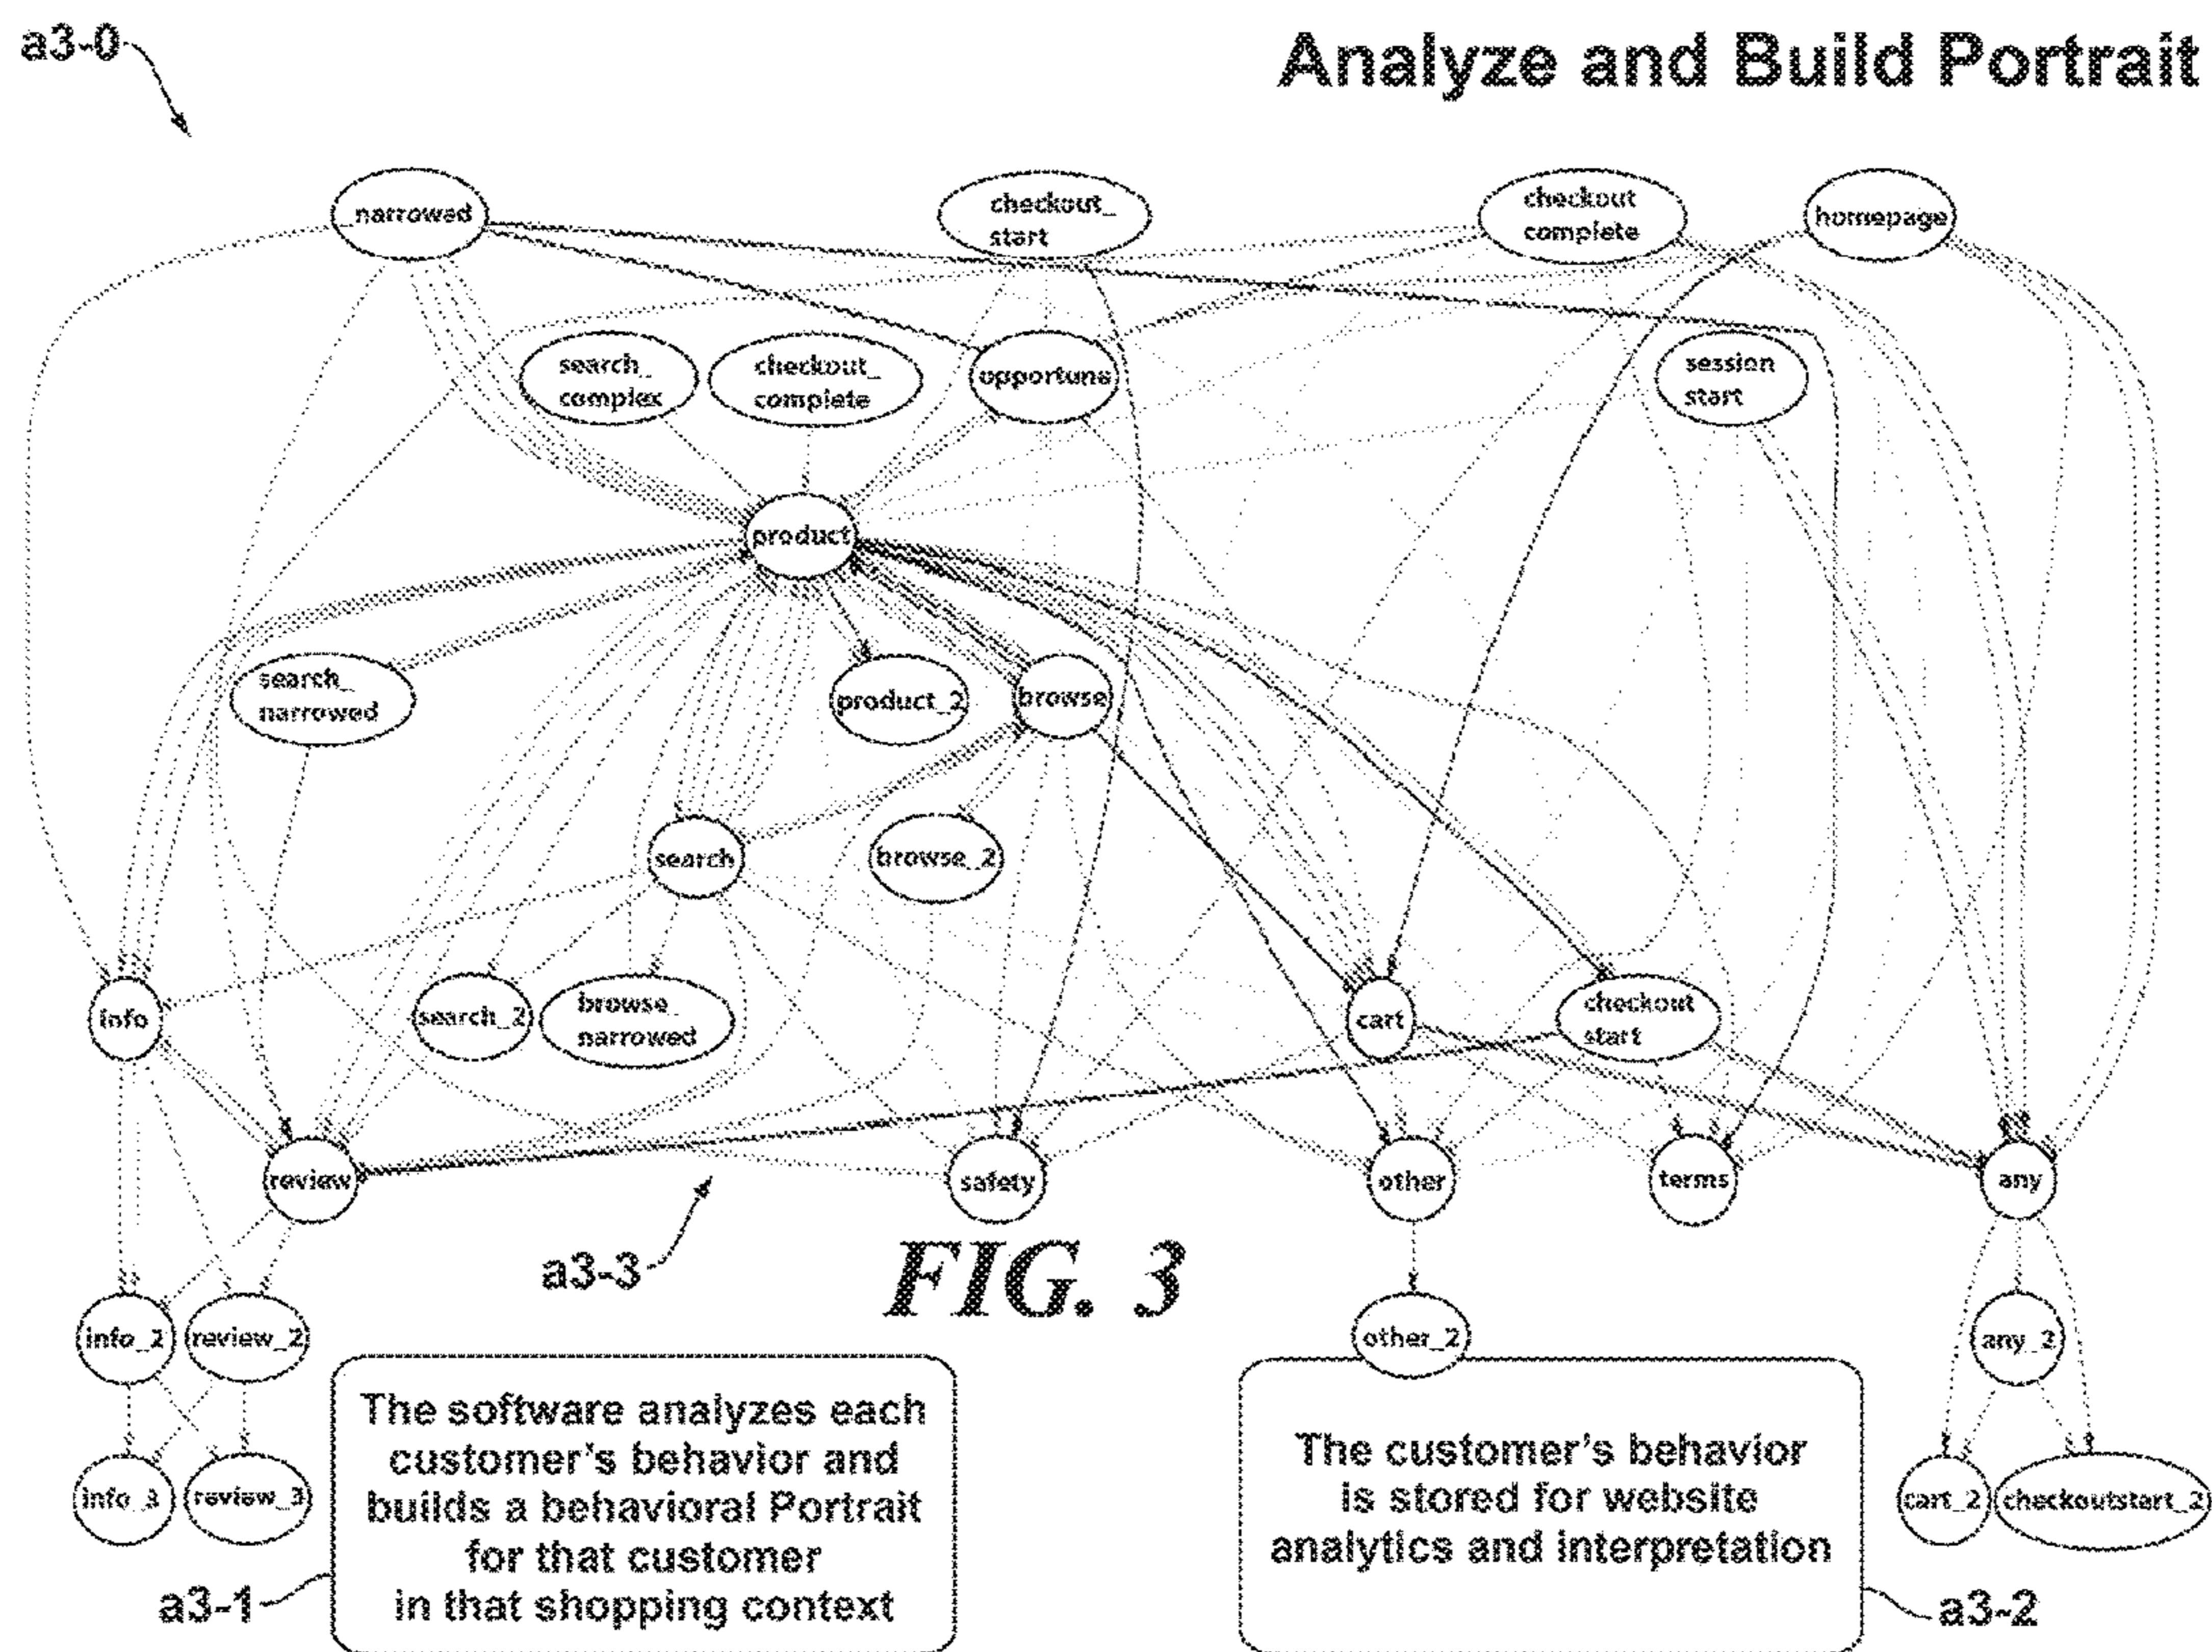 a3-0
Analyze and Build Portrait
_narrowed
checkout_
start
checkout
complete
homepage
search_
complex
checkout_
complete
opportune
session
start
product
search_
narrowed
product_2
browse
search
browse_2
info
search_2
browse_
narrowed
cart
checkout
start
review
safety
other
terms
any
a3-3
FIG. 3
info_2
review_2
other_2
any_2
The software analyzes each
customer's behavior and
builds a behavioral Portrait
for that customer
in that shopping context
The customer's behavior
is stored for website
analytics and interpretation
info_3
review_3
cart_2
checkoutstart_2
a3-1
a3-2